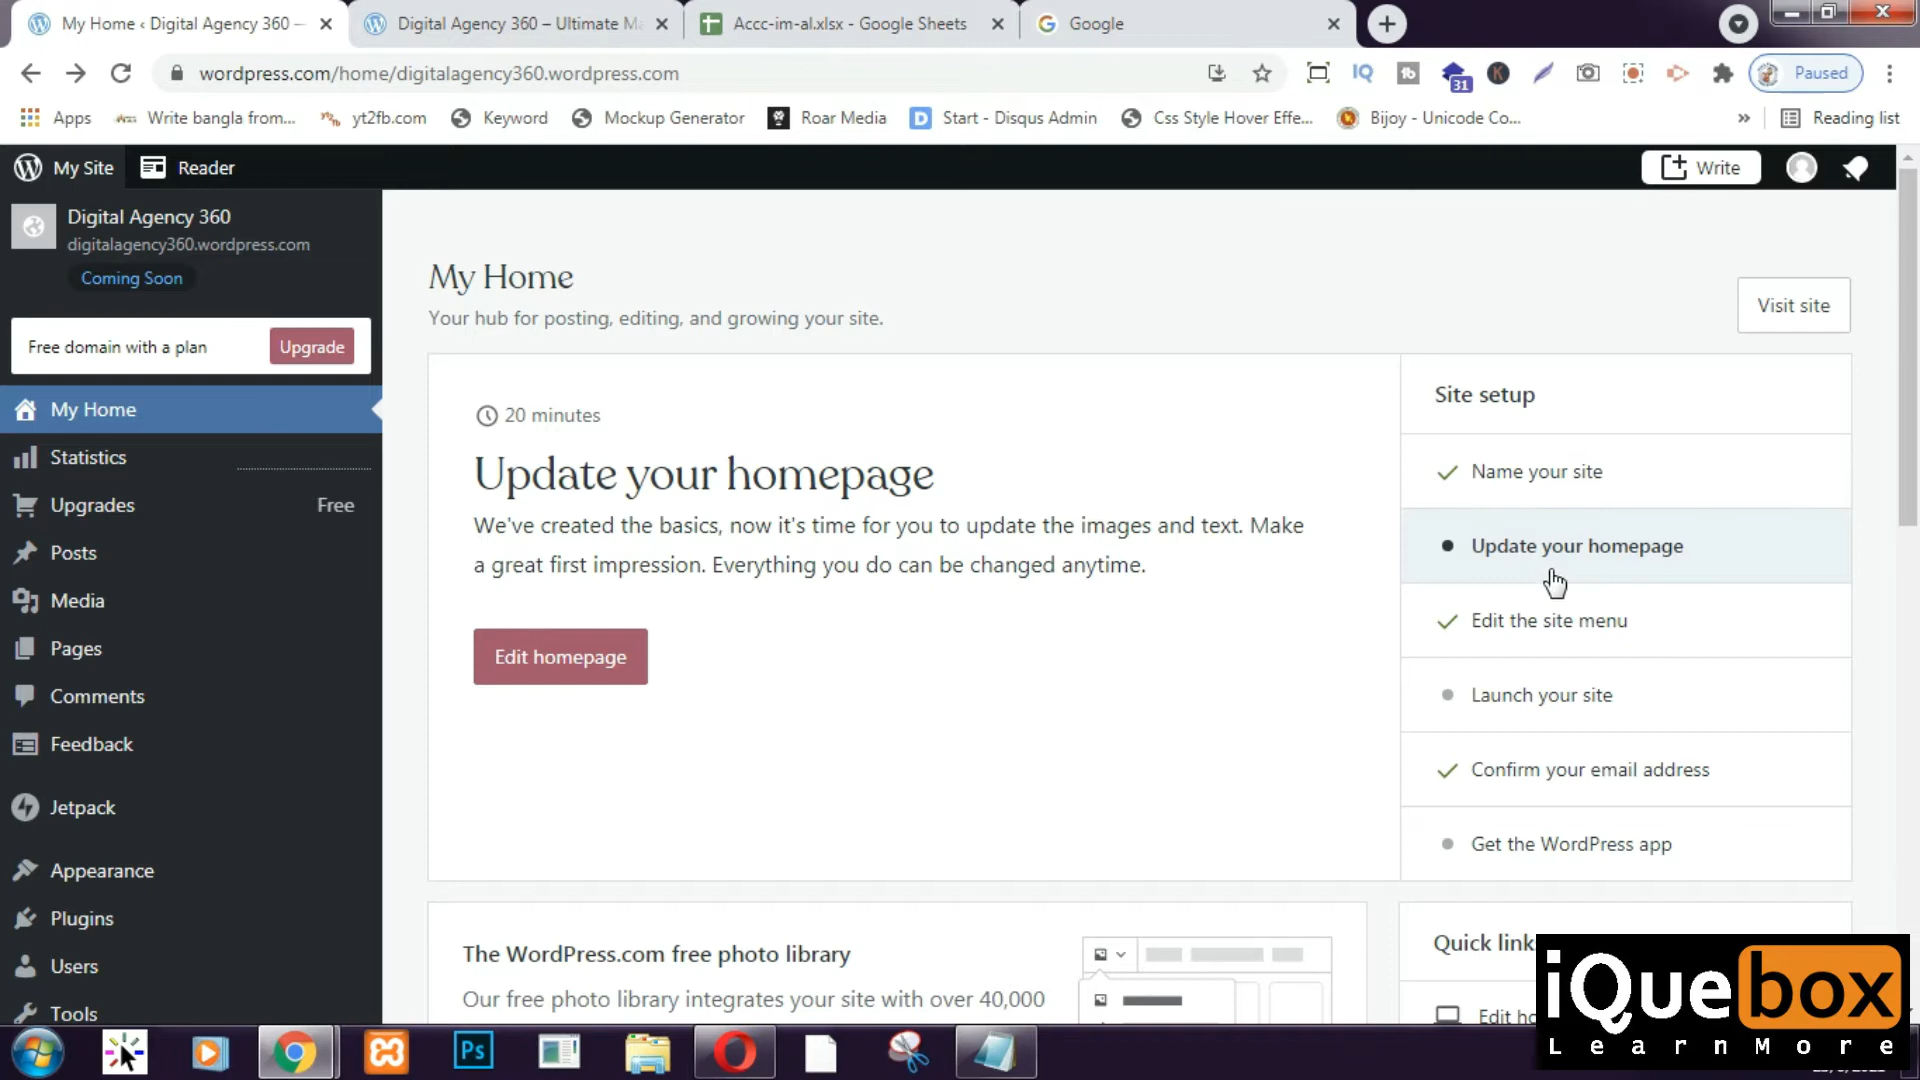 My Home ‹ Digital Agency 360 —
Digital Agency 360 – Ultimate Ma
Accc-im-al.xlsx - Google Sheets
Google
wordpress.com/home/digitalagency360.wordpress.com
IQ
31
K
Paused
Apps
Write bangla from...
yt2fb.com
Keyword
Mockup Generator
Roar Media
D
Start - Disqus Admin
Css Style Hover Effe...
Bijoy - Unicode Co...
»
Reading list
My Site
Reader
Write
Digital Agency 360
digitalagency360.wordpress.com
Coming Soon
Free domain with a plan
Upgrade
My Home
Statistics
Upgrades
Free
Posts
Media
Pages
Comments
Feedback
Jetpack
Appearance
Plugins
Users
Tools
My Home
Your hub for posting, editing, and growing your site.
Visit site
20 minutes
Update your homepage
We've created the basics, now it's time for you to update the images and text. Make
a great first impression. Everything you do can be changed anytime.
Edit homepage
Site setup
Name your site
Update your homepage
Edit the site menu
Launch your site
Confirm your email address
Get the WordPress app
The WordPress.com free photo library
Our free photo library integrates your site with over 40,000
Quick link
Edit ho
iQuebox
LearnMore
Ps